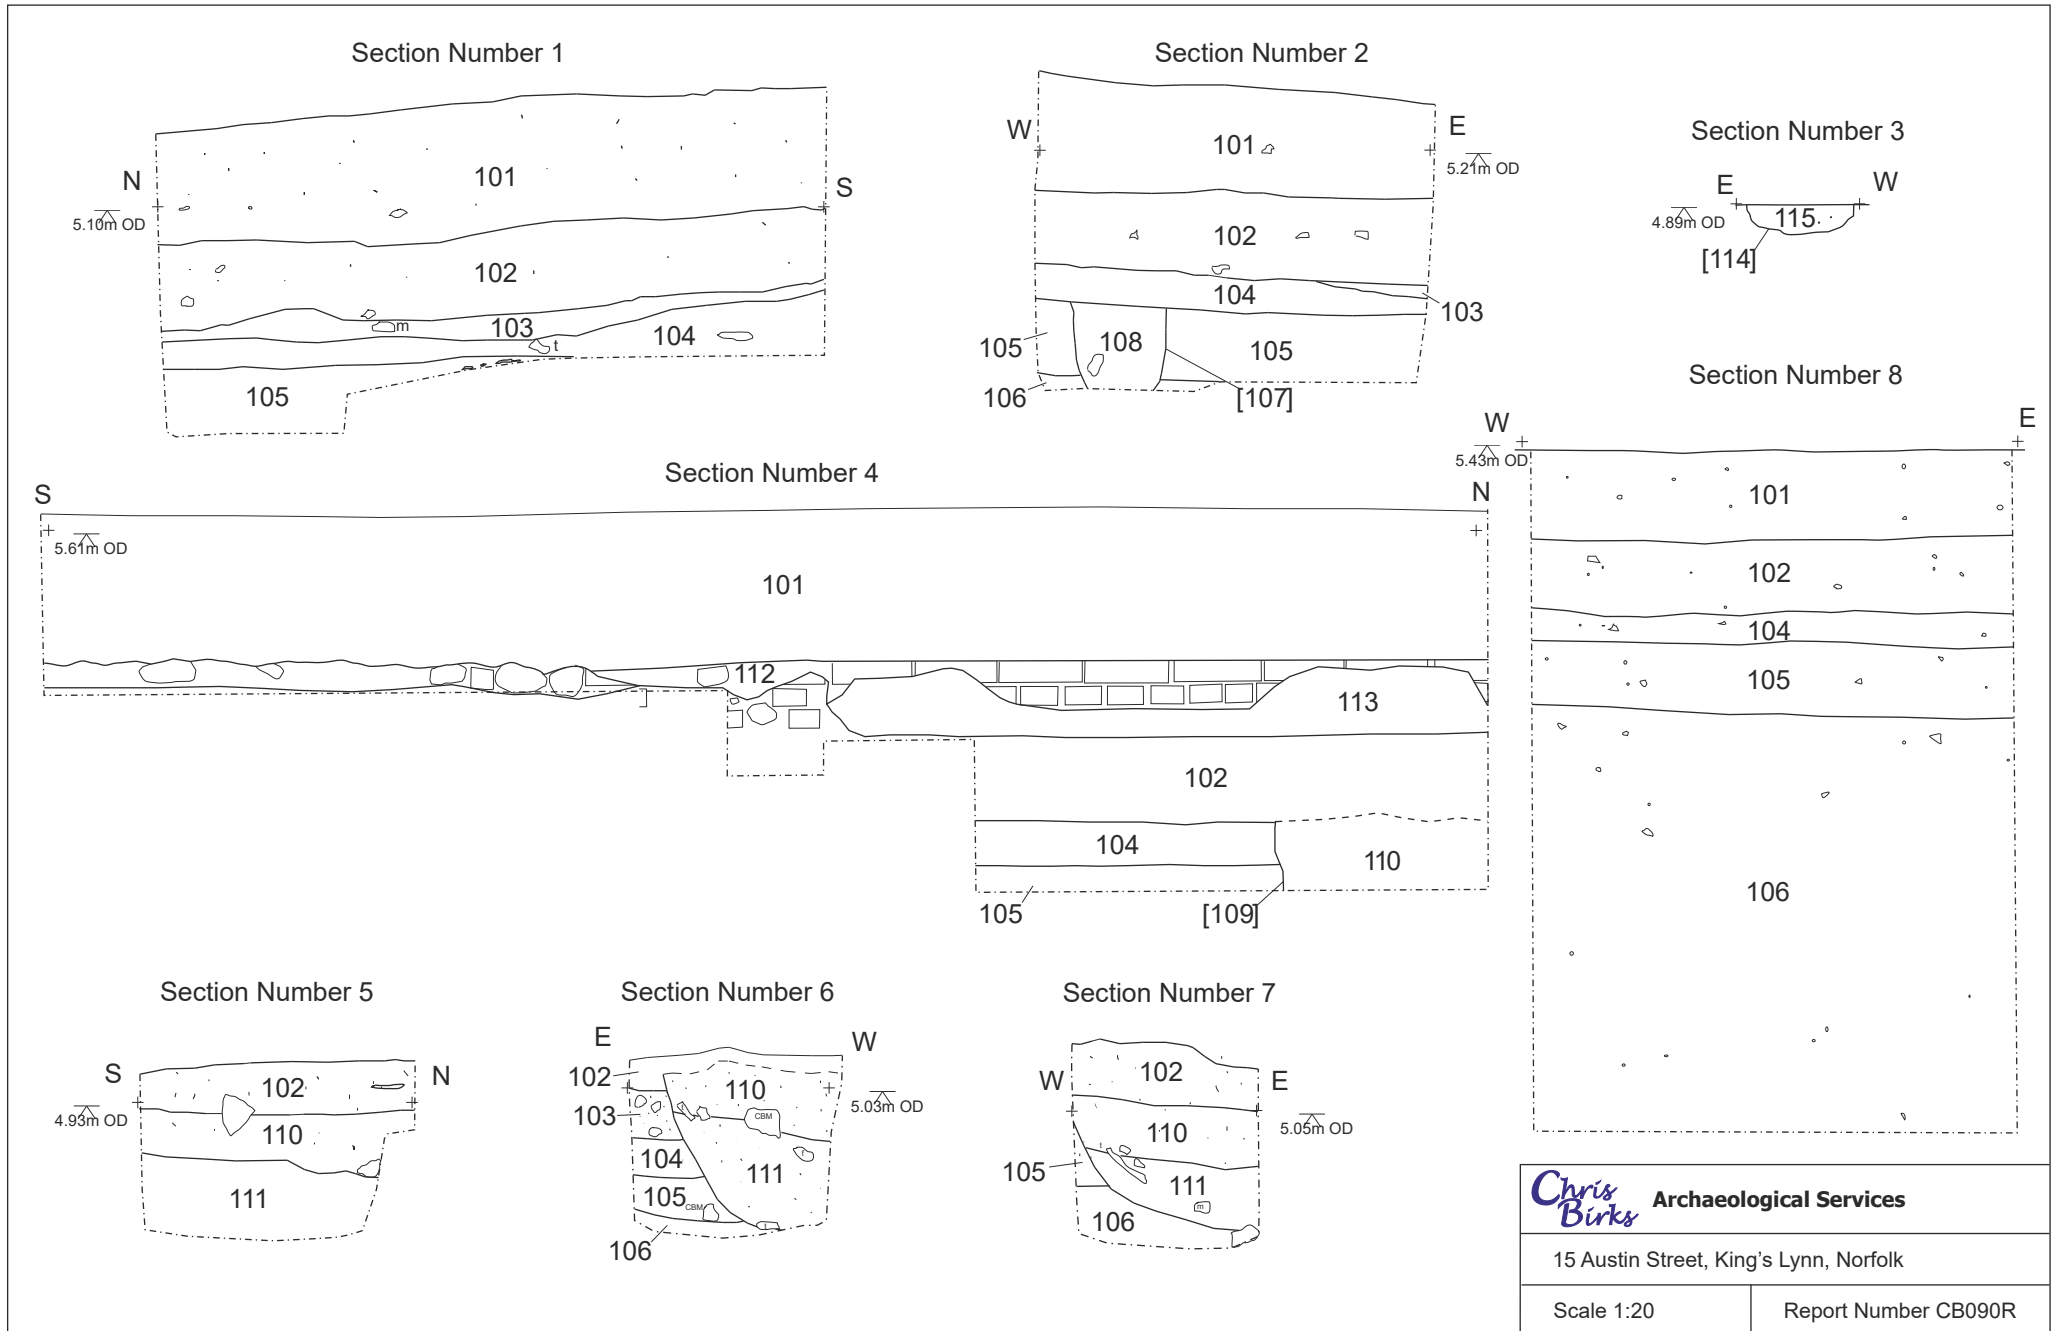 Section Number 1
N
S
5.10m OD
101
102
103
m
t
104
105
Section Number 2
W
E
5.21m OD
101
102
104
103
105
108
105
106
[107]
Section Number 3
E
W
4.89m OD
115
[114]
Section Number 4
S
N
5.61m OD
101
112
113
102
104
110
105
[109]
Section Number 8
W
E
5.43m OD
101
102
104
105
106
Section Number 5
S
N
4.93m OD
102
110
111
Section Number 6
E
W
5.03m OD
102
110
103
CBM
104
111
105
CBM
106
Section Number 7
W
E
5.05m OD
102
110
t
105
111
m
106
Chris Birks
Archaeological Services
15 Austin Street, King's Lynn, Norfolk
Scale 1:20
Report Number CB090R